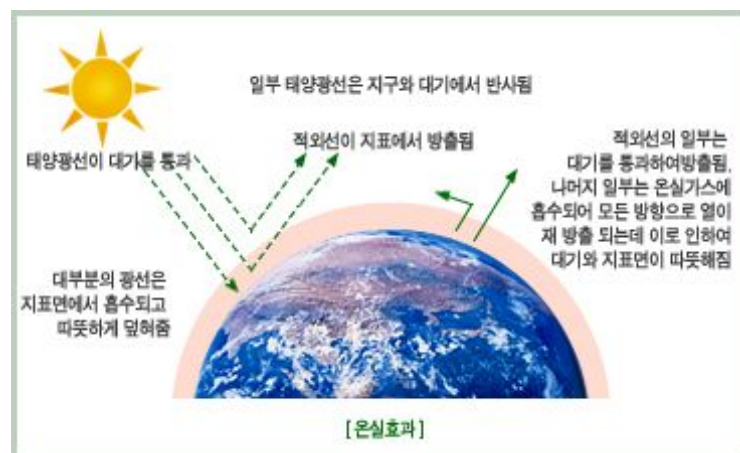 일부 태양광선은 지구와 대기에서 반사됨
적외선이 지표에서 방출됨
태양광선이 대기를 통과
적외선의 일부는
대기를 통과하여방출됨,
나머지 일부는 온실가스에
흡수되어 모든 방향으로 열이
재 방출 되는데 이로 인하여
대기와 지표면이 따뜻해짐
대부분의 광선은
지표면에서 흡수되고
따뜻하게 덮혀줌
[ 온실효과 ]